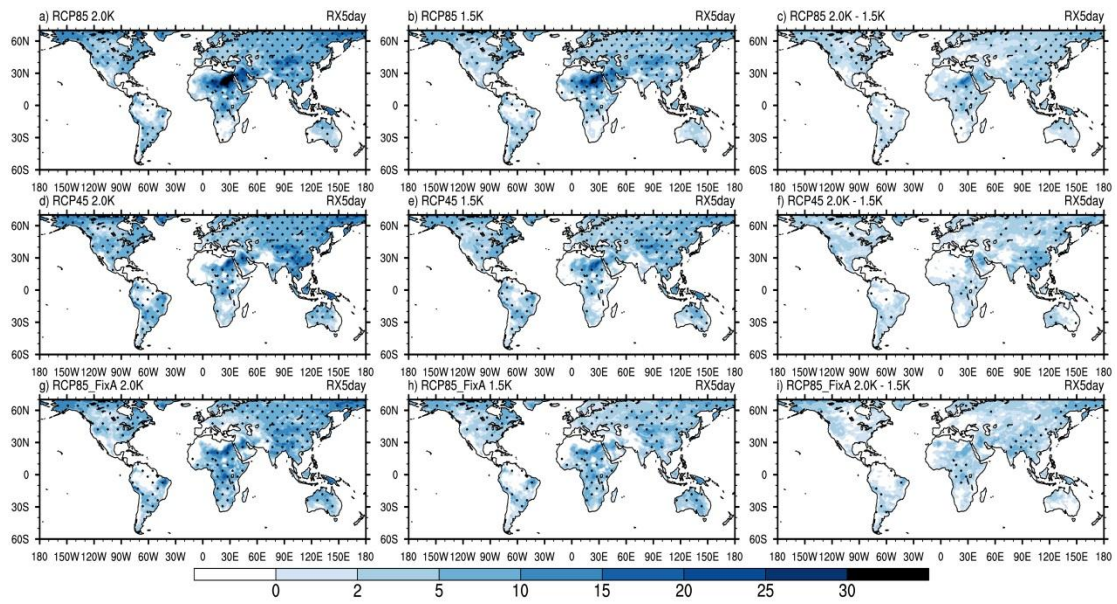 a) RCP85 2.0K RX5day b) RCP85 1.5K RX5day c) RCP85 2.0K - 1.5K RX5day
60N 60N 60N
30N 30N 30N
0 0 0
30S 30S 30S
60S 60S 60S
180 150W 120W 90W 60W 30W 0 30E 60E 90E 120E 150E 180 180 150W 120W 90W 60W 30W 0 30E 60E 90E 120E 150E 180 180 150W 120W 90W 60W 30W 0 30E 60E 90E 120E 150E 180
d) RCP45 2.0K RX5day e) RCP45 1.5K RX5day f) RCP45 2.0K - 1.5K RX5day
60N 60N 60N
30N 30N 30N
0 0 0
30S 30S 30S
60S 60S 60S
180 150W 120W 90W 60W 30W 0 30E 60E 90E 120E 150E 180 180 150W 120W 90W 60W 30W 0 30E 60E 90E 120E 150E 180 180 150W 120W 90W 60W 30W 0 30E 60E 90E 120E 150E 180
g) RCP85_FixA 2.0K RX5day h) RCP85_FixA 1.5K RX5day i) RCP85_FixA 2.0K - 1.5K RX5day
60N 60N 60N
30N 30N 30N
0 0 0
30S 30S 30S
60S 60S 60S
180 150W 120W 90W 60W 30W 0 30E 60E 90E 120E 150E 180 180 150W 120W 90W 60W 30W 0 30E 60E 90E 120E 150E 180 180 150W 120W 90W 60W 30W 0 30E 60E 90E 120E 150E 180
0 2 5 10 15 20 25 30